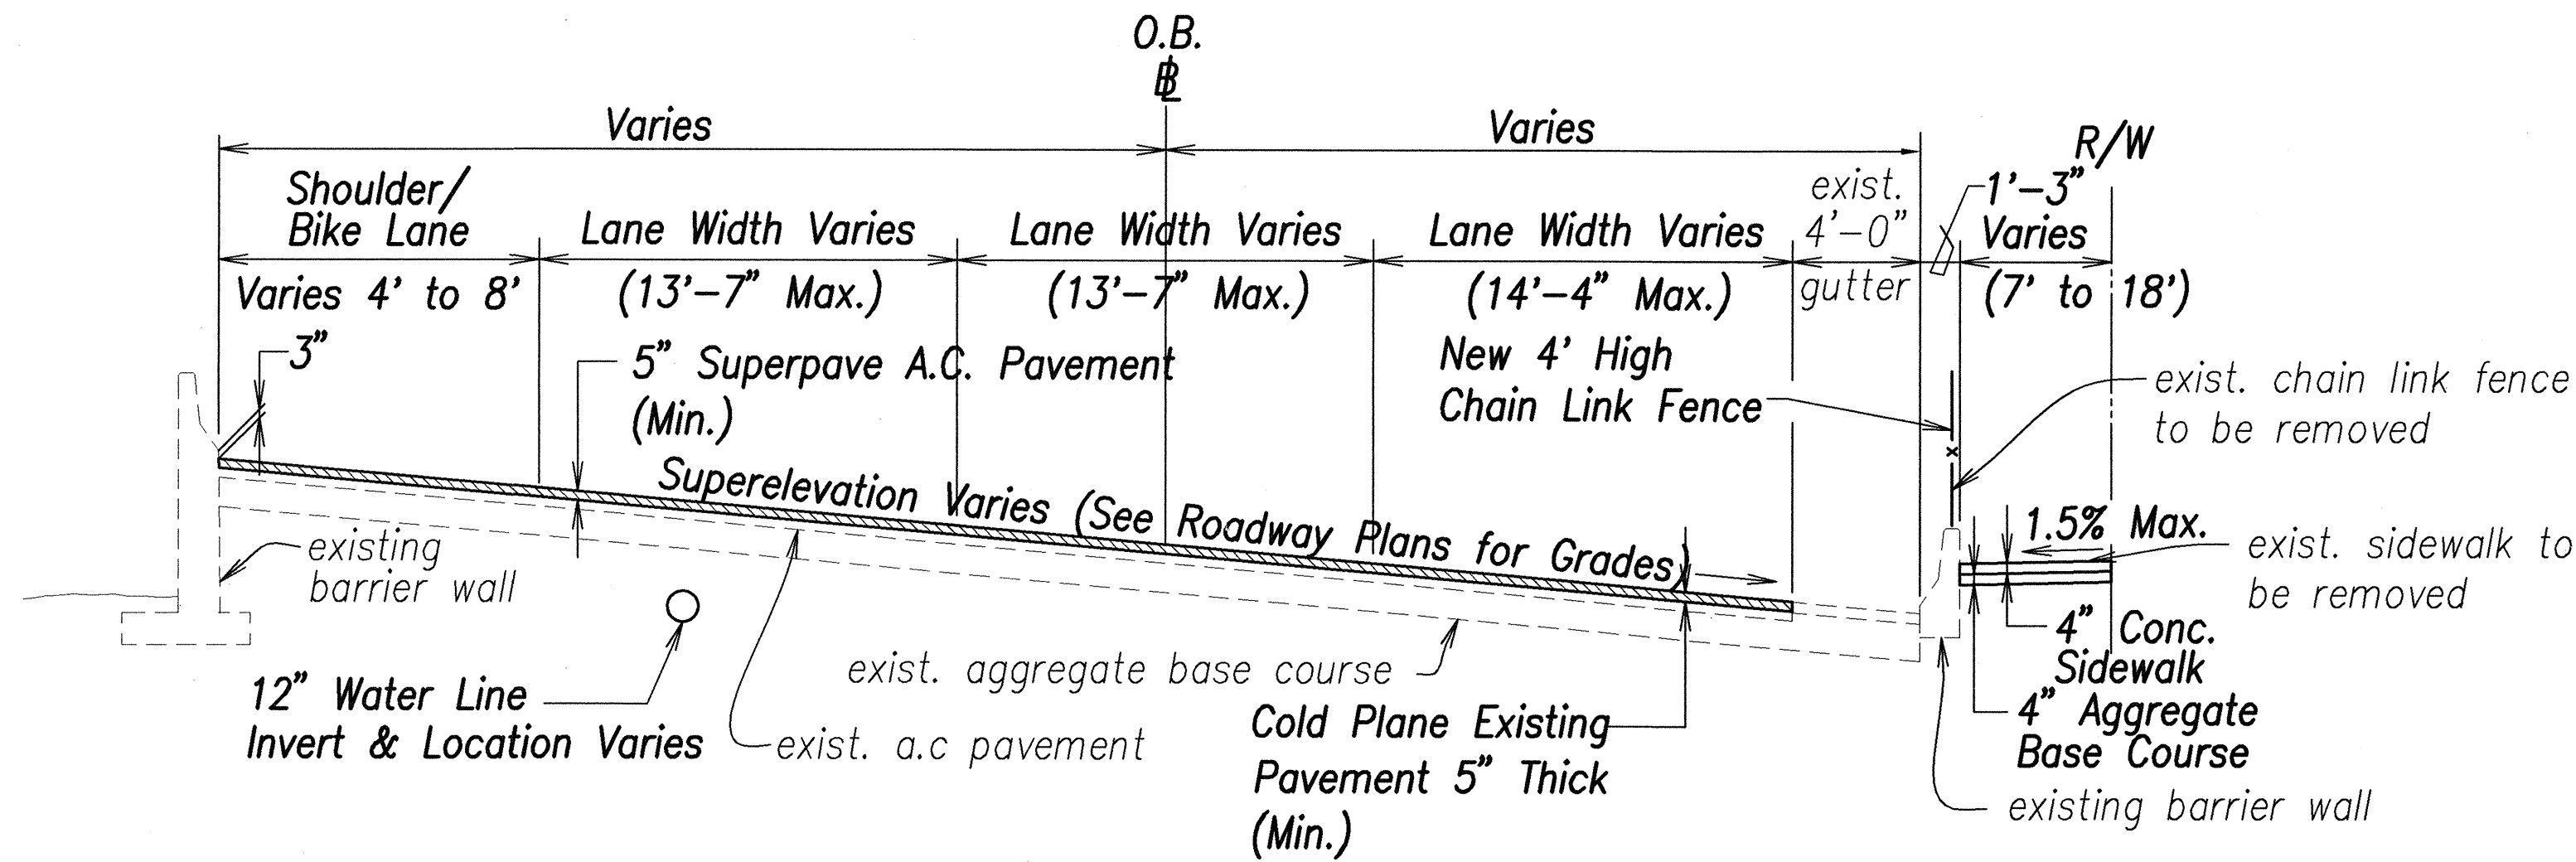 O.B.
BL
Varies
Varies
R/W
Shoulder/
Bike Lane
Varies 4' to 8'
Lane Width Varies
(13'-7" Max.)
Lane Width Varies
(13'-7" Max.)
Lane Width Varies
(14'-4" Max.)
exist.
4'-0"
gutter
1'-3"
Varies
(7' to 18')
3"
5" Superpave A.C. Pavement
(Min.)
New 4' High
Chain Link Fence
exist. chain link fence
to be removed
Superelevation Varies (See Roadway Plans for Grades)
1.5% Max.
exist. sidewalk to
be removed
existing
barrier wall
12" Water Line
Invert & Location Varies
exist. aggregate base course
exist. a.c pavement
Cold Plane Existing
Pavement 5" Thick
(Min.)
4" Conc.
Sidewalk
4" Aggregate
Base Course
existing barrier wall